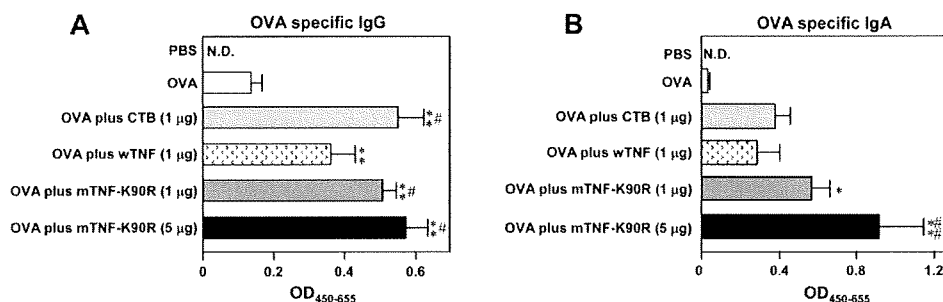 A
OVA specific IgG
PBS N.D.
OVA
OVA plus CTB (1 μg)
* * #
OVA plus wTNF (1 μg)
* *
OVA plus mTNF-K90R (1 μg)
* * #
OVA plus mTNF-K90R (5 μg)
* * #
0 0.2 0.4 0.6
OD450-655
B
OVA specific IgA
PBS N.D.
OVA
OVA plus CTB (1 μg)
OVA plus wTNF (1 μg)
OVA plus mTNF-K90R (1 μg)
*
OVA plus mTNF-K90R (5 μg)
*#
*#
0 0.4 0.8 1.2
OD450-655